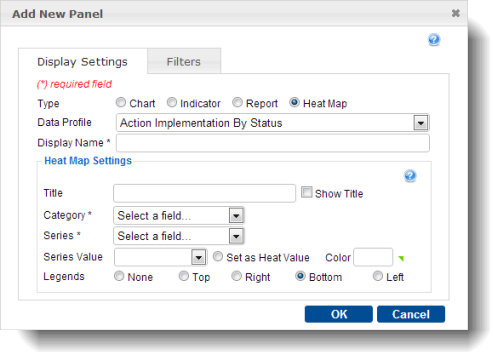 Add New Panel
Display Settings Filters
(*) required field
Type Chart Indicator Report Heat Map
Data Profile Action Implementation By Status
Display Name *
Heat Map Settings
Title Show Title
Category * Select a field...
Series * Select a field...
Series Value Set as Heat Value Color
Legends None Top Right Bottom Left
OK Cancel